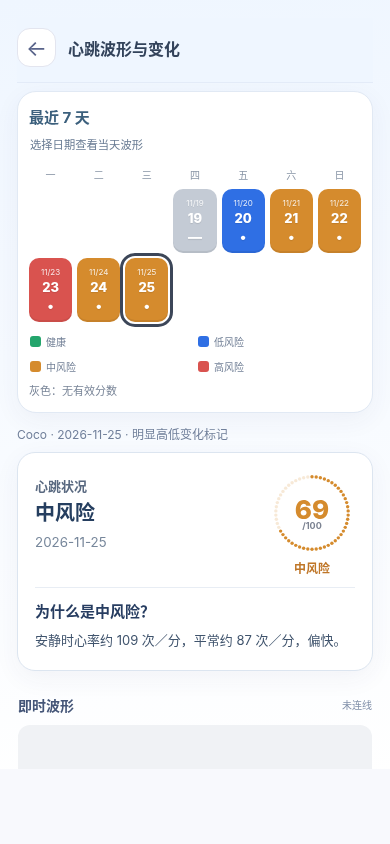 心跳波形与变化
最近 7 天
选择日期查看当天波形
一 二 三 四 五 六 日
11/19 11/20 11/21 11/22
19 20 21 22
11/23 11/24 11/25
23 24 25
健康 低风险
中风险 高风险
灰色：无有效分数
Coco · 2026-11-25 · 明显高低变化标记
心跳状况
中风险
2026-11-25
69
/100
中风险
为什么是中风险？
安静时心率约 109 次／分，平常约 87 次／分，偏快。
即时波形 未连线